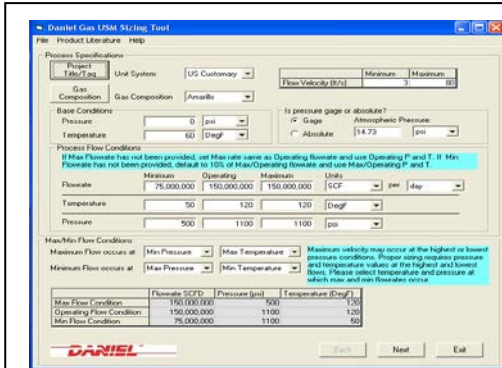 Daniel Gas USM Sizing Tool
File Product Literature Help
Process Specifications
Project Title/Tag
Unit System US Customary
Minimum Maximum
Flow Velocity (ft/s) 3 80
Gas Composition
Gas Composition Amarillo
Base Conditions
Pressure 0 psi
Temperature 60 DegF
Is pressure gage or absolute?
Gage Atmospheric Pressure:
Absolute 14.73 psi
Process Flow Conditions
If Max Flowrate has not been provided, set Max rate same as Operating flowrate and use Operating P and T. If Min
Flowrate has not been provided, default to 10% of Max/Operating flowrate and use Max/Operating P and T.
Minimum Operating Maximum Units
Flowrate 75,000,000 150,000,000 150,000,000 SCF per day
Temperature 50 120 120 DegF
Pressure 500 1100 1100 psi
Max/Min Flow Conditions
Maximum Flow occurs at Min Pressure Max Temperature
Minimum Flow occurs at Max Pressure Min Temperature
Maximum velocity may occur at the highest or lowest
pressure conditions. Proper sizing requires pressure
and temperature values at the highest and lowest
flows. Please select temperature and pressure at
which max and min flowrates occur.
Flowrate SCFD Pressure (psi) Temperature (DegF)
Max Flow Condition 150,000,000 500 120
Operating Flow Condition 150,000,000 1100 120
Min Flow Condition 75,000,000 1100 50
DANIEL
Back Next Exit